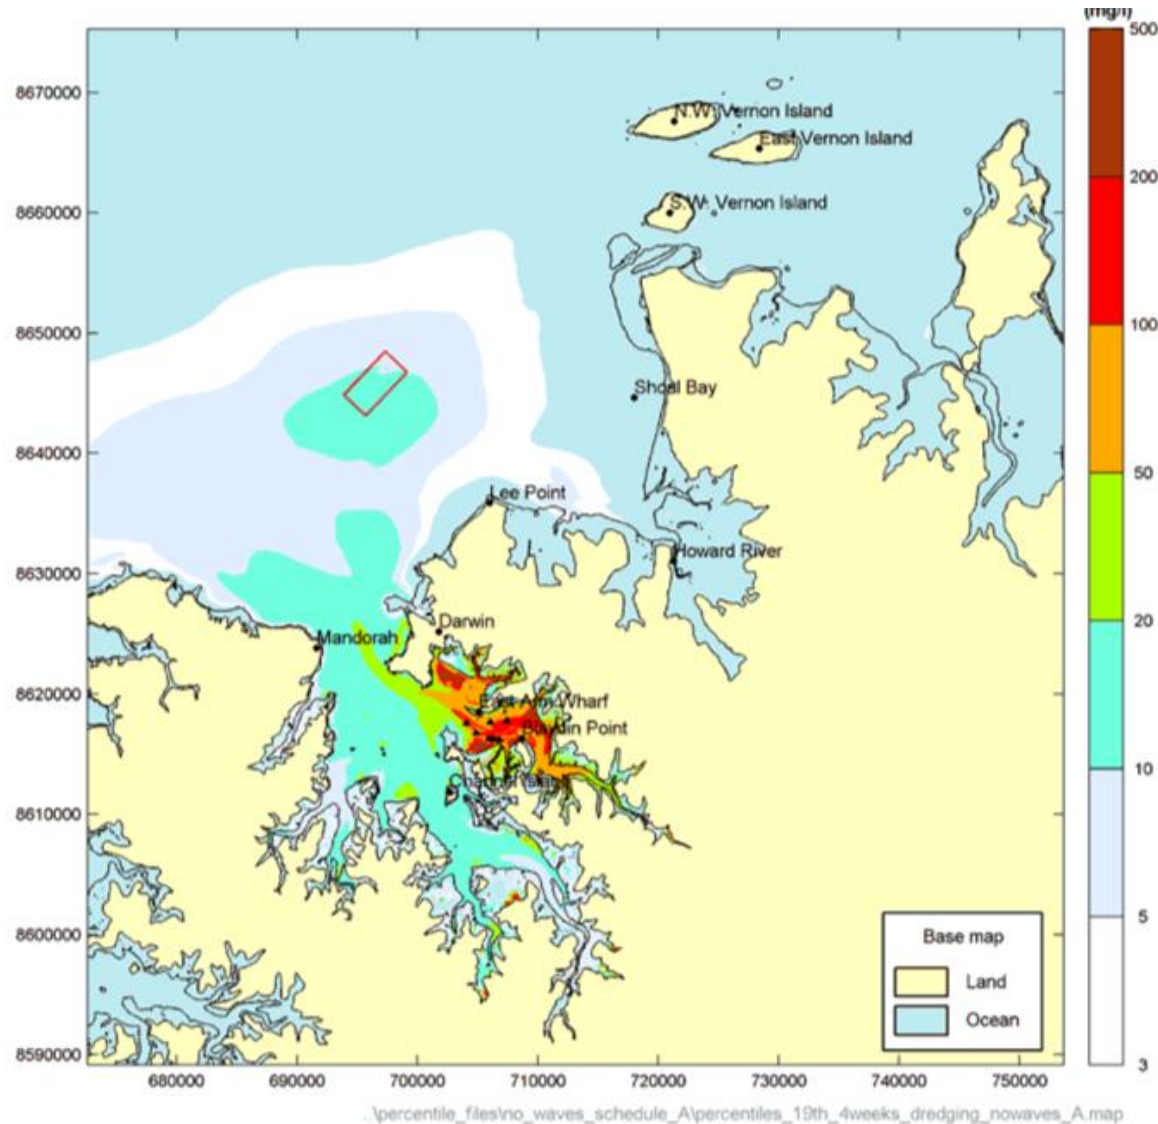 (mg/l)
500
8670000
N.W. Vernon Island
East Vernon Island
200
8660000
S.W. Vernon Island
100
8650000
Shoal Bay
50
8640000
Lee Point
Howard River
8630000
20
Darwin
Mandorah
8620000
East Arm Wharf
Blaydin Point
10
Channel Island
8610000
5
Base map
8600000
Land
Ocean
8590000
3
680000 690000 700000 710000 720000 730000 740000 750000
..\percentile_files\no_waves_schedule_A\percentiles_19th_4weeks_dredging_nowaves_A.map